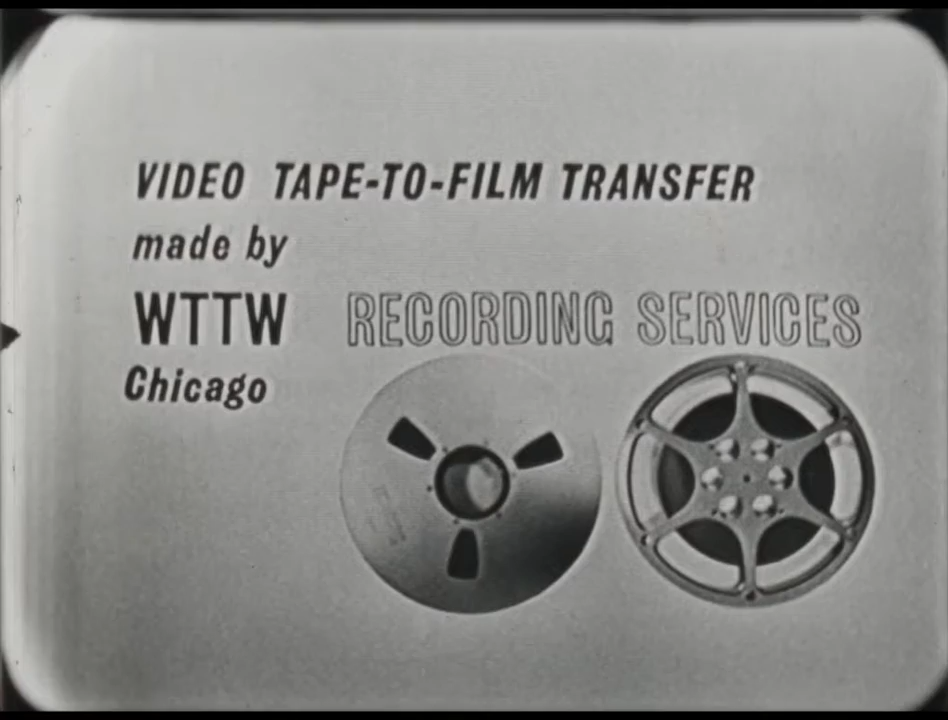 VIDEO TAPE-TO-FILM TRANSFER
made by
WTTW RECORDING SERVICES
Chicago